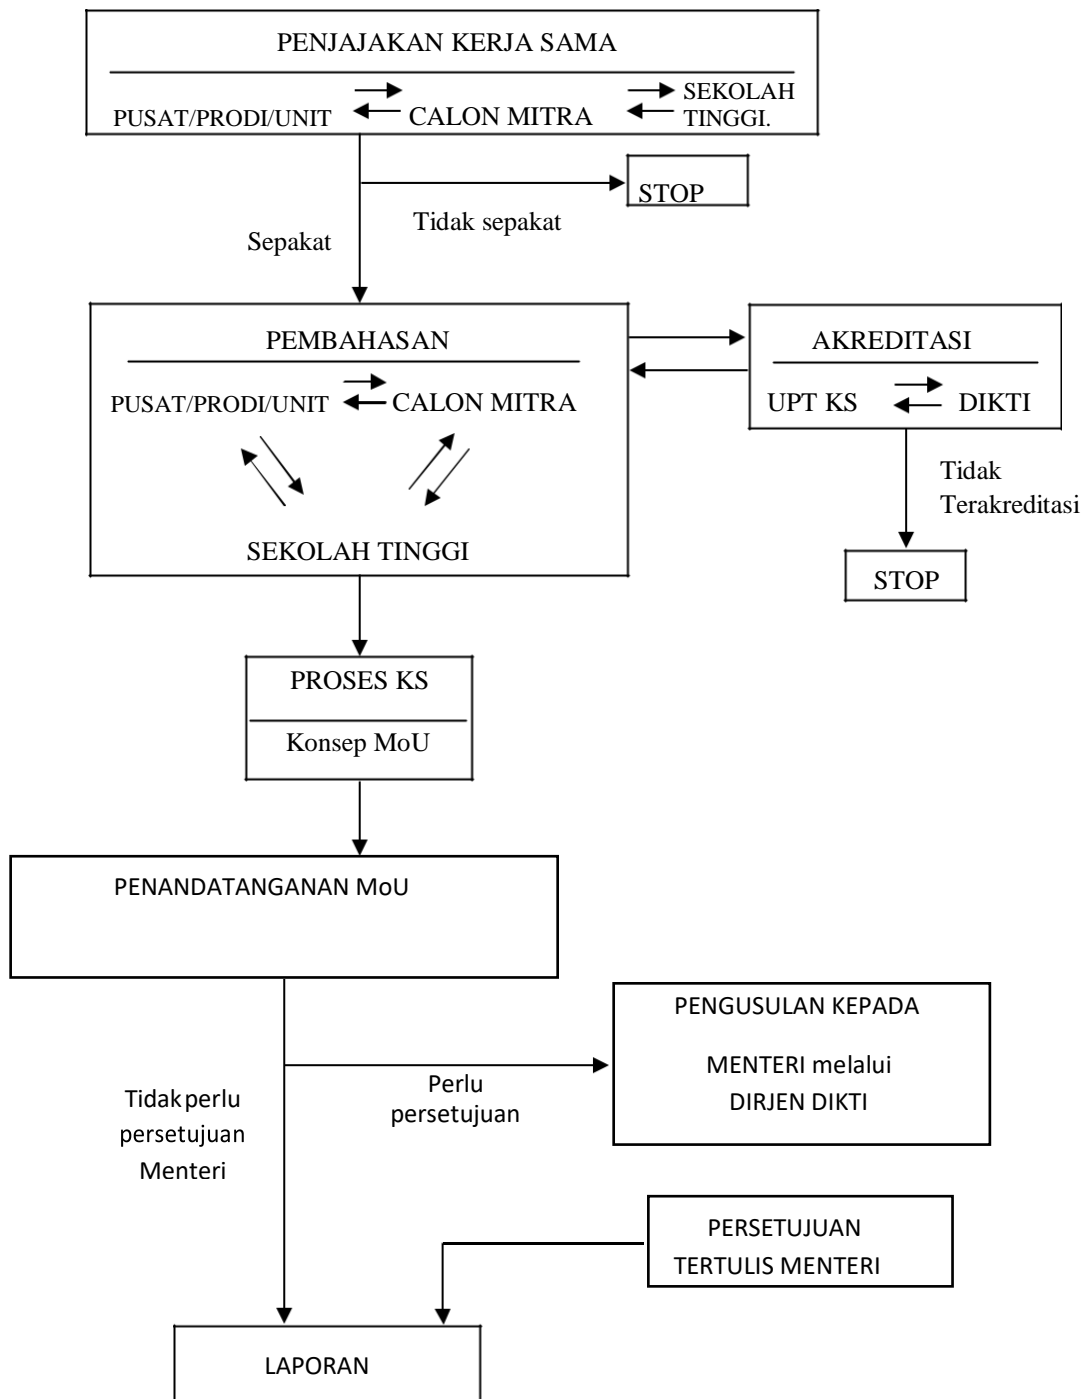 PENJAJAKAN KERJA SAMA
PUSAT/PRODI/UNIT CALON MITRA SEKOLAH
TINGGI.
STOP
Tidak sepakat
Sepakat
PEMBAHASAN
PUSAT/PRODI/UNIT CALON MITRA
SEKOLAH TINGGI
AKREDITASI
UPT KS DIKTI
Tidak
Terakreditasi
STOP
PROSES KS
Konsep MoU
PENANDATANGANAN MoU
PENGUSULAN KEPADA
MENTERI melalui
DIRJEN DIKTI
Perlu
persetujuan
Tidak perlu
persetujuan
Menteri
PERSETUJUAN
TERTULIS MENTERI
LAPORAN